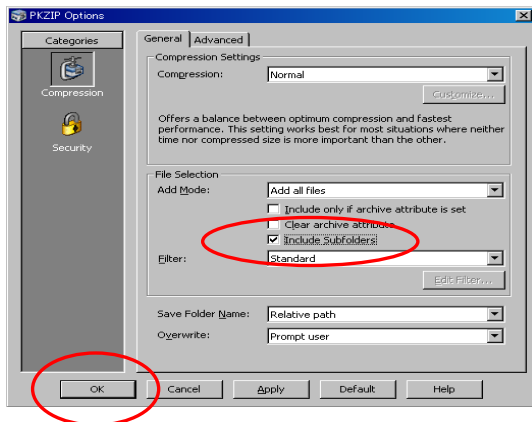 PKZIP Options
Categories
Compression
Security
General
Advanced
Compression Settings
Compression:
Normal
Customize...
Offers a balance between optimum compression and fastest
performance. This setting works best for most situations where neither
time nor compressed size is more important than the other.
File Selection
Add Mode:
Add all files
Include only if archive attribute is set
Clear archive attribute
Include Subfolders
Filter:
Standard
Edit Filter...
Save Folder Name:
Relative path
Overwrite:
Prompt user
OK
Cancel
Apply
Default
Help